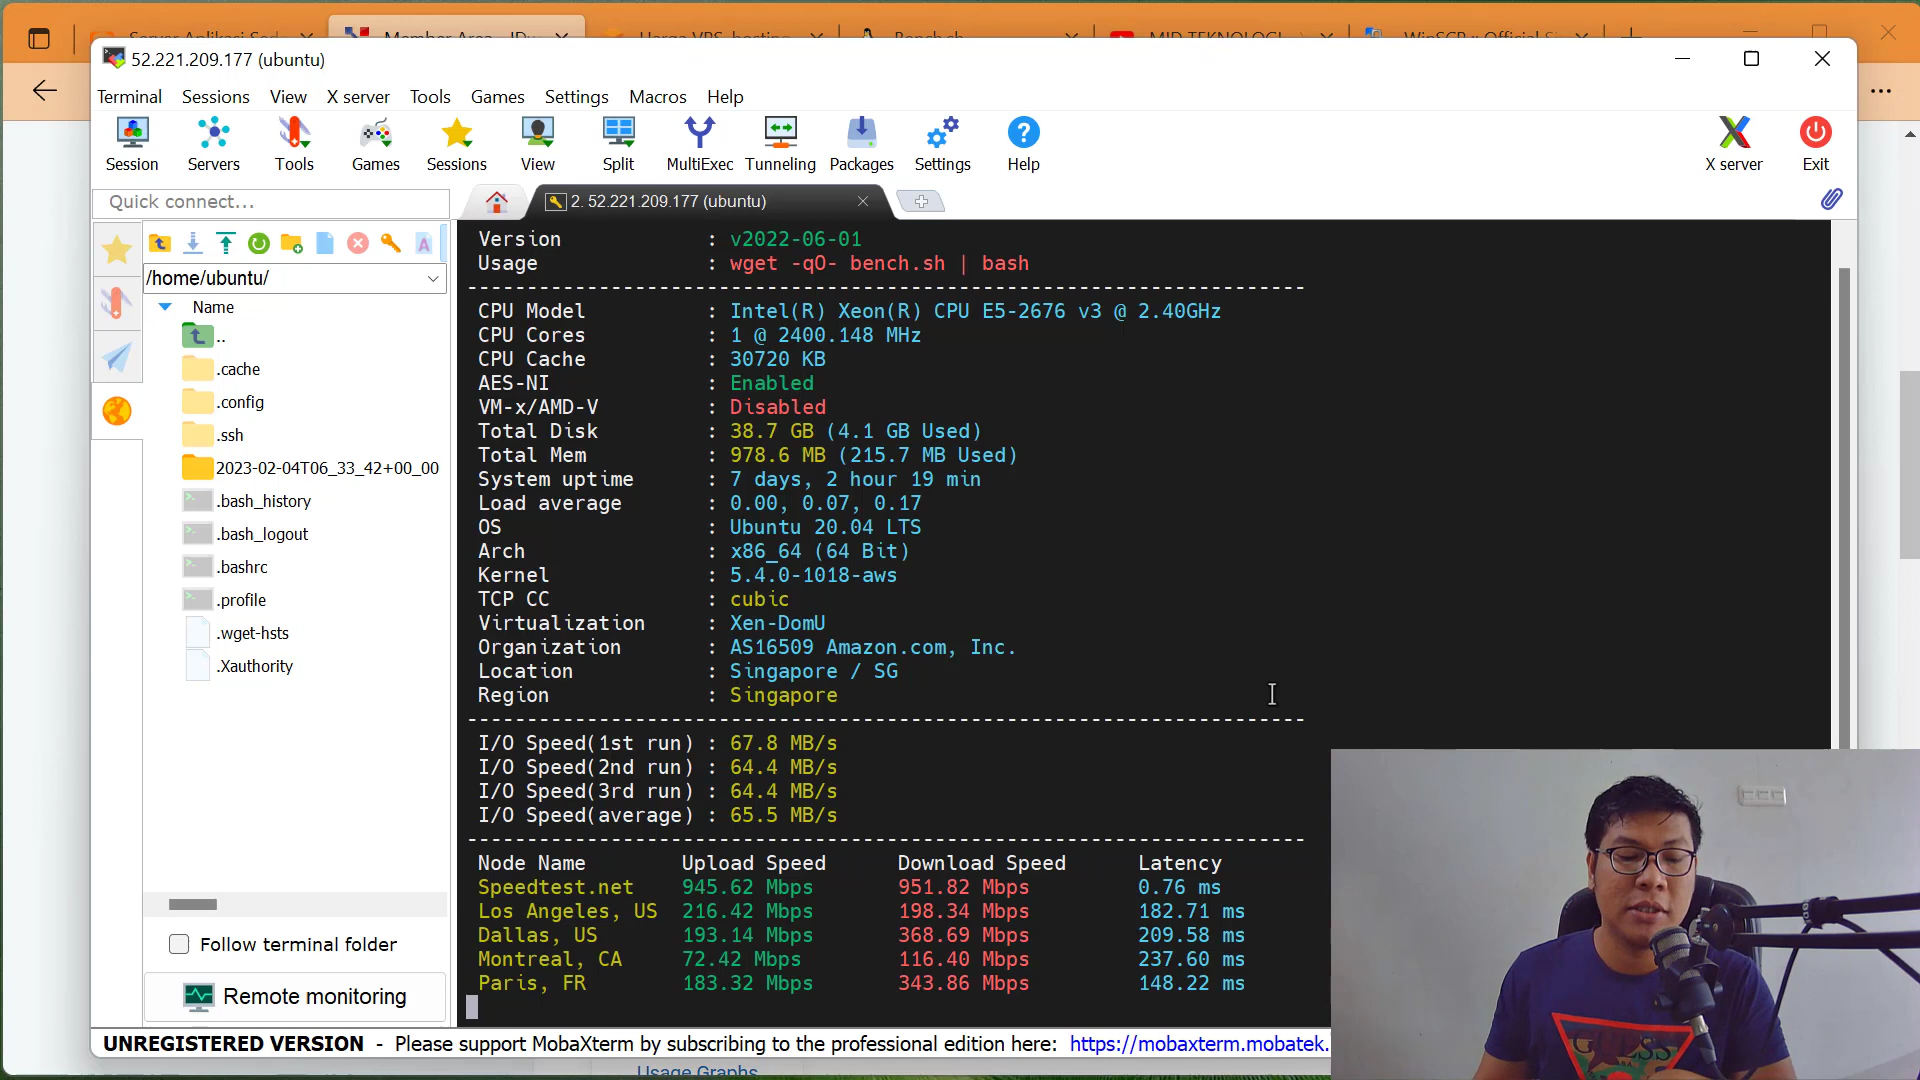 Member Area - IDw
Bench.sh
52.221.209.177 (ubuntu)
Terminal Sessions View X server Tools Games Settings Macros Help
Session Servers Tools Games Sessions View Split MultiExec Tunneling Packages Settings Help X server Exit
Quick connect...
2. 52.221.209.177 (ubuntu)
/home/ubuntu/
Name
..
.cache
.config
.ssh
2023-02-04T06_33_42+00_00
.bash_history
.bash_logout
.bashrc
.profile
.wget-hsts
.Xauthority
Follow terminal folder
Remote monitoring
Version : v2022-06-01
Usage : wget -qO- bench.sh | bash
----------------------------------------------------------------------
CPU Model : Intel(R) Xeon(R) CPU E5-2676 v3 @ 2.40GHz
CPU Cores : 1 @ 2400.148 MHz
CPU Cache : 30720 KB
AES-NI : Enabled
VM-x/AMD-V : Disabled
Total Disk : 38.7 GB (4.1 GB Used)
Total Mem : 978.6 MB (215.7 MB Used)
System uptime : 7 days, 2 hour 19 min
Load average : 0.00, 0.07, 0.17
OS : Ubuntu 20.04 LTS
Arch : x86_64 (64 Bit)
Kernel : 5.4.0-1018-aws
TCP CC : cubic
Virtualization : Xen-DomU
Organization : AS16509 Amazon.com, Inc.
Location : Singapore / SG
Region : Singapore
----------------------------------------------------------------------
I/O Speed(1st run) : 67.8 MB/s
I/O Speed(2nd run) : 64.4 MB/s
I/O Speed(3rd run) : 64.4 MB/s
I/O Speed(average) : 65.5 MB/s
----------------------------------------------------------------------
Node Name Upload Speed Download Speed Latency
Speedtest.net 945.62 Mbps 951.82 Mbps 0.76 ms
Los Angeles, US 216.42 Mbps 198.34 Mbps 182.71 ms
Dallas, US 193.14 Mbps 368.69 Mbps 209.58 ms
Montreal, CA 72.42 Mbps 116.40 Mbps 237.60 ms
Paris, FR 183.32 Mbps 343.86 Mbps 148.22 ms
UNREGISTERED VERSION - Please support MobaXterm by subscribing to the professional edition here: https://mobaxterm.mobatek.
Usage Graphs
GUESS